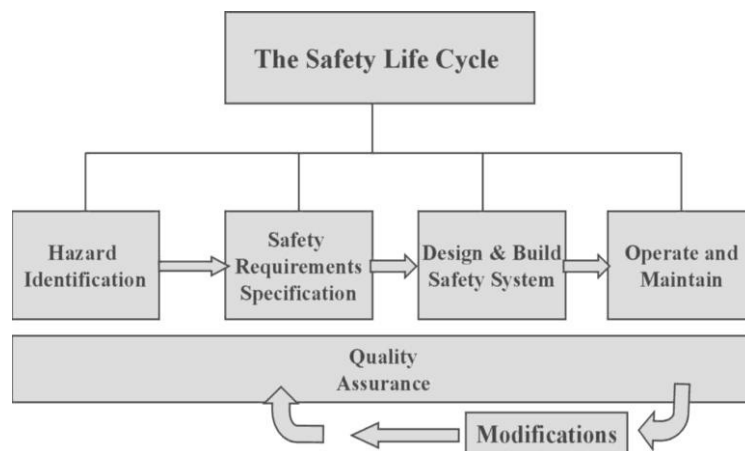 The Safety Life Cycle
Hazard
Identification
Safety
Requirements
Specification
Design & Build
Safety System
Operate and
Maintain
Quality
Assurance
Modifications